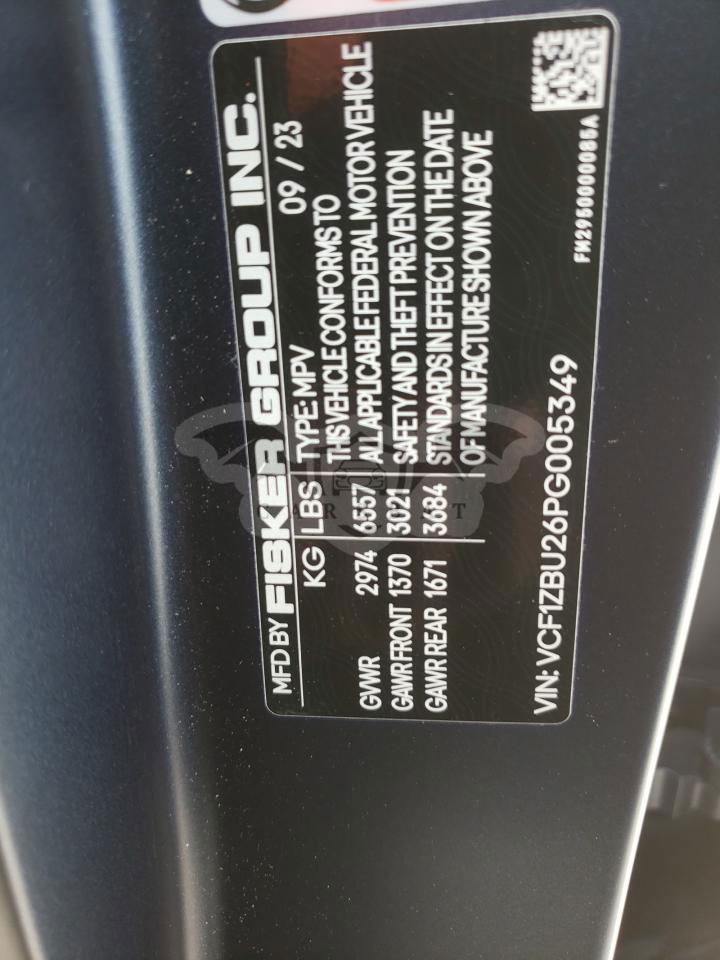 MFD BY FISKER GROUP INC.
KG LBS TYPE: MPV 09 / 23
THIS VEHICLE CONFORMS TO
GVWR 2974 6557 ALL APPLICABLE FEDERAL MOTOR VEHICLE
GAWR FRONT 1370 3021 SAFETY AND THEFT PREVENTION
GAWR REAR 1671 3684 STANDARDS IN EFFECT ON THE DATE
OF MANUFACTURE SHOWN ABOVE
VIN: VCF1ZBU26PG005349
FM2950000085A